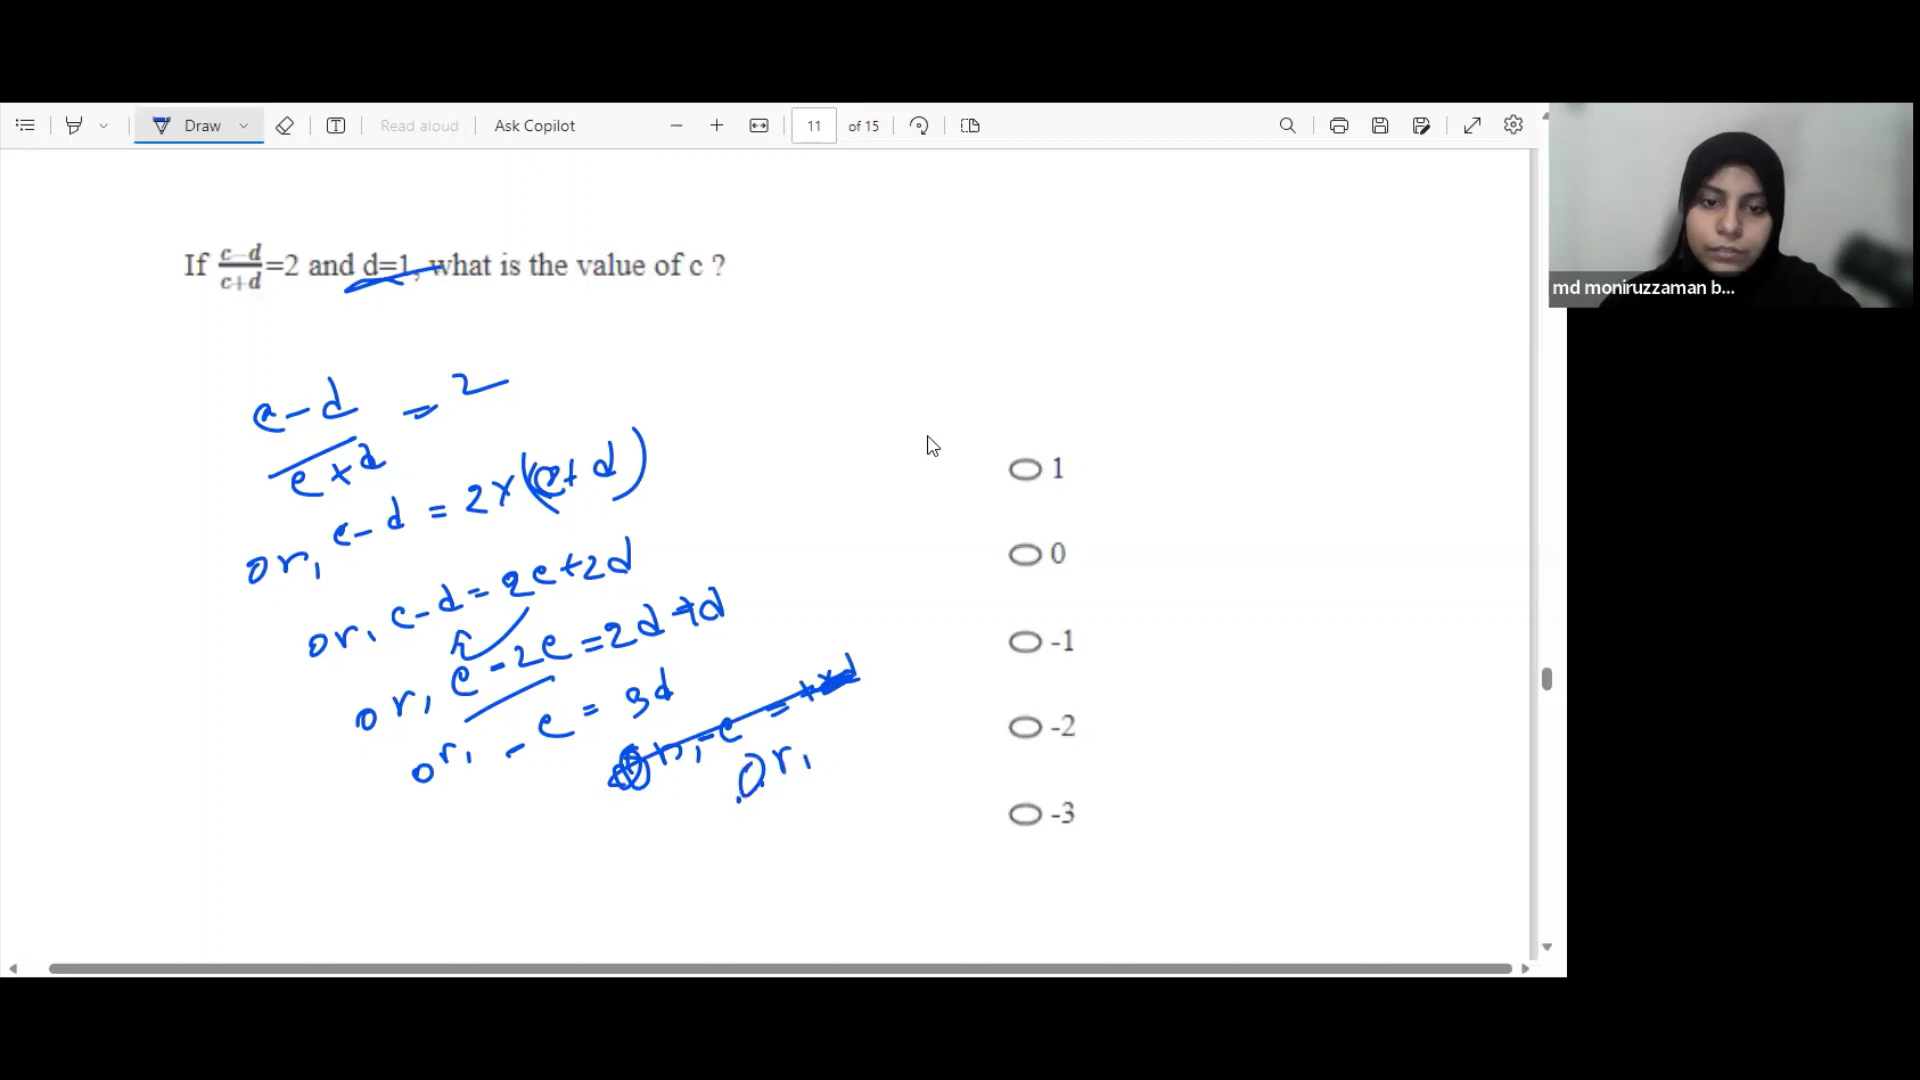 Draw
Read aloud
Ask Copilot
11 of 15
If c-d/c+d=2 and d=1, what is the value of c ?
c-d/c+d = 2
or, c-d = 2×(c+d)
or, c-d = 2c+2d
or, c-2c = 2d+d
or, -c = 3d
or, -c =
Or,
1
0
-1
-2
-3
md moniruzzaman b...